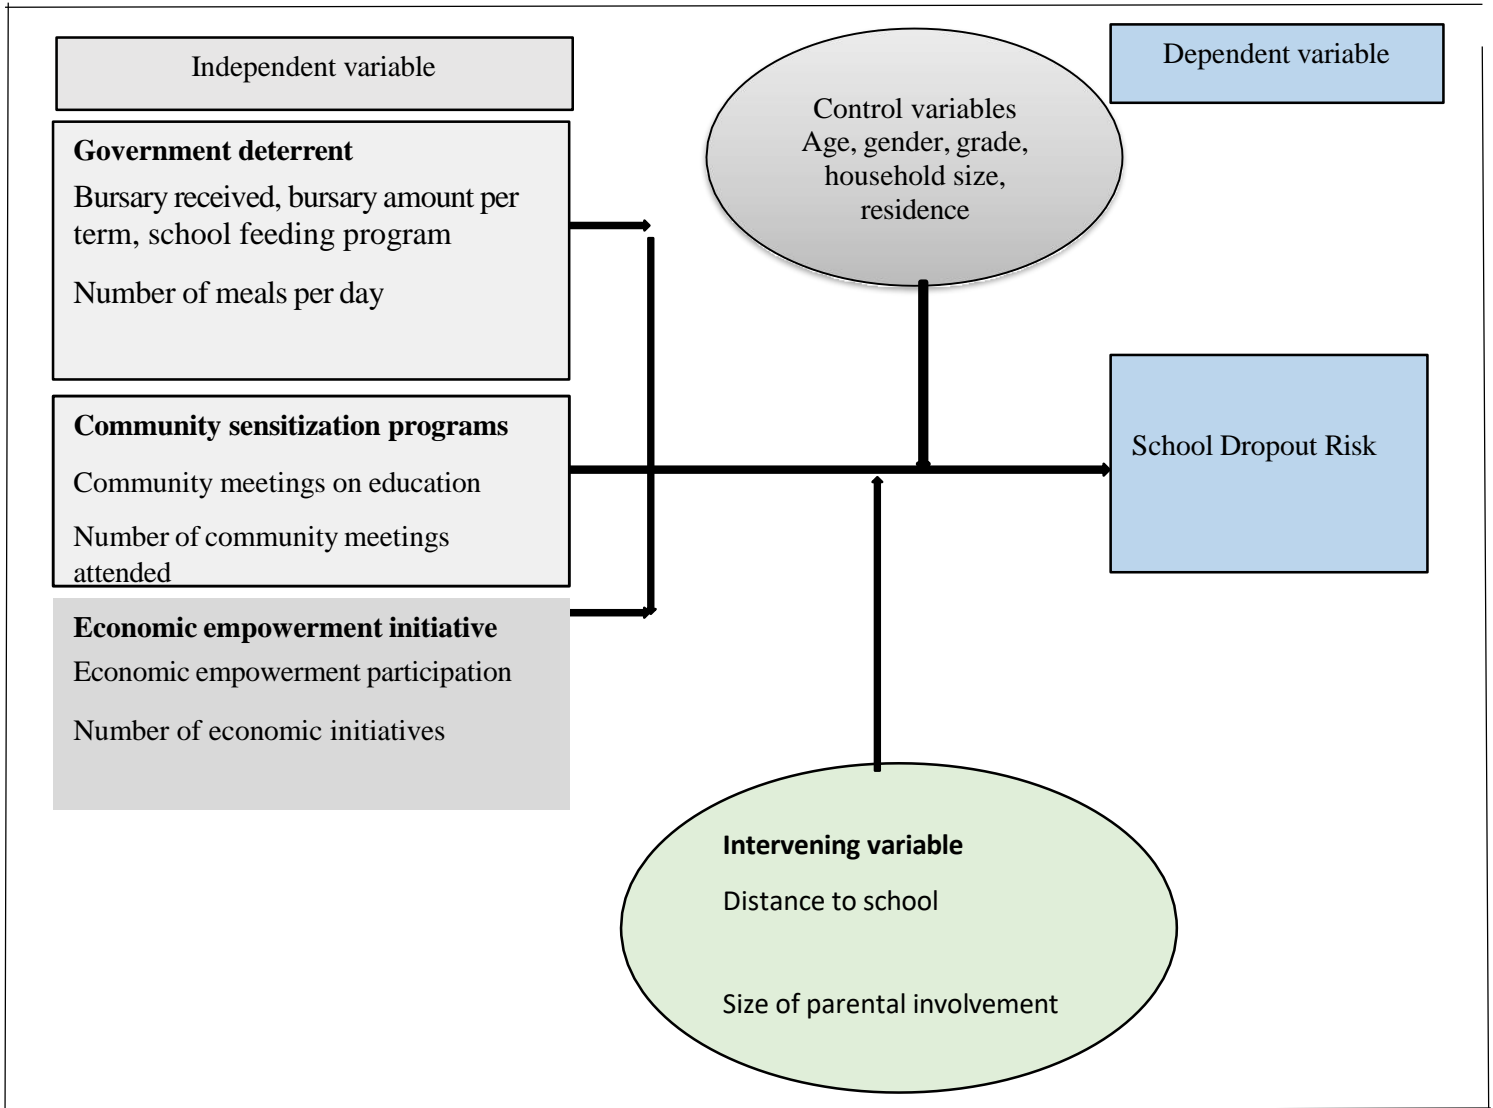 Independent variable
Government deterrent
Bursary received, bursary amount per
term, school feeding program
Number of meals per day
Community sensitization programs
Community meetings on education
Number of community meetings
attended
Economic empowerment initiative
Economic empowerment participation
Number of economic initiatives
Control variables
Age, gender, grade,
household size,
residence
Intervening variable
Distance to school
Size of parental involvement
Dependent variable
School Dropout Risk